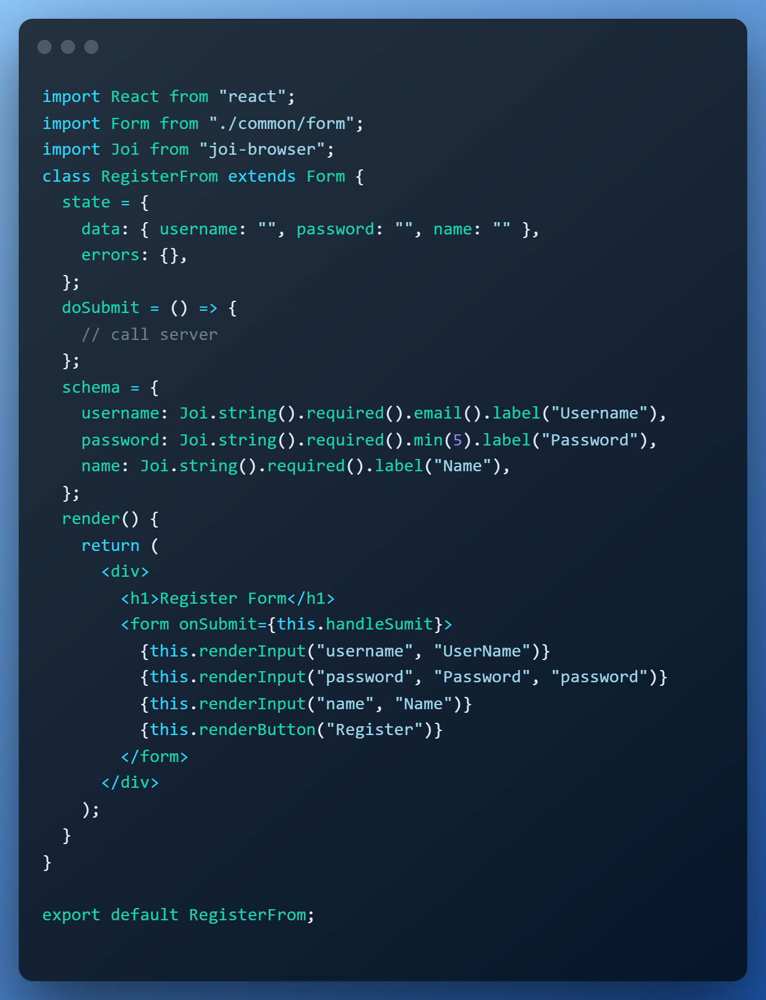 import React from "react";
import Form from "./common/form";
import Joi from "joi-browser";
class RegisterFrom extends Form {
  state = {
    data: { username: "", password: "", name: "" },
    errors: {},
  };
  doSubmit = () => {
    // call server
  };
  schema = {
    username: Joi.string().required().email().label("Username"),
    password: Joi.string().required().min(5).label("Password"),
    name: Joi.string().required().label("Name"),
  };
  render() {
    return (
      <div>
        <h1>Register Form</h1>
        <form onSubmit={this.handleSumit}>
          {this.renderInput("username", "UserName")}
          {this.renderInput("password", "Password", "password")}
          {this.renderInput("name", "Name")}
          {this.renderButton("Register")}
        </form>
      </div>
    );
  }
}

export default RegisterFrom;